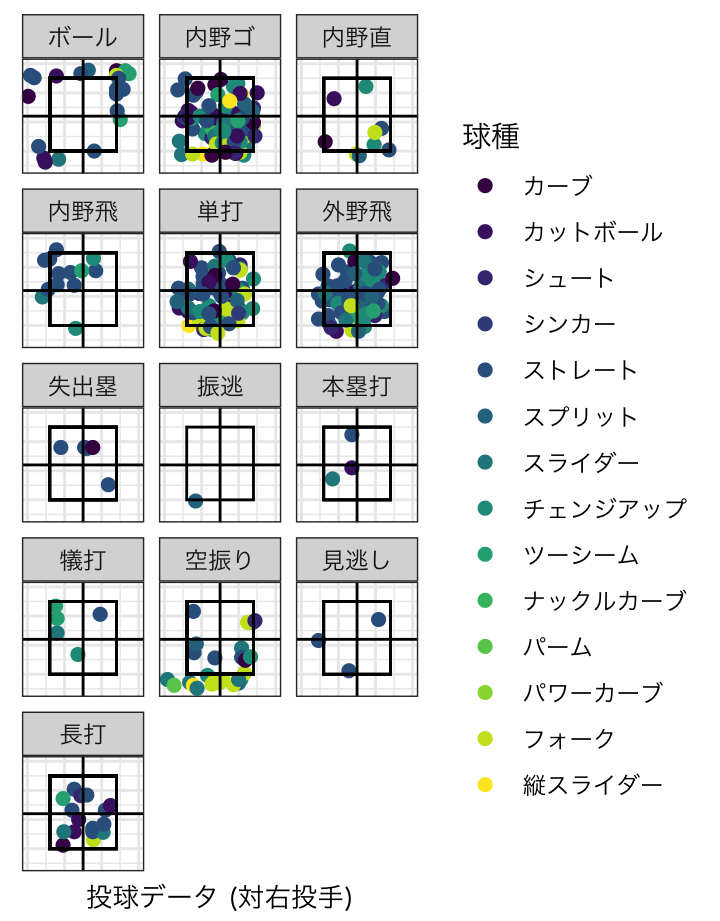 ボール
内野ゴ
内野直
内野飛
単打
外野飛
失出塁
振逃
本塁打
犠打
空振り
見逃し
長打
投球データ (対右投手)
球種
カーブ
カットボール
シュート
シンカー
ストレート
スプリット
スライダー
チェンジアップ
ツーシーム
ナックルカーブ
パーム
パワーカーブ
フォーク
縦スライダー